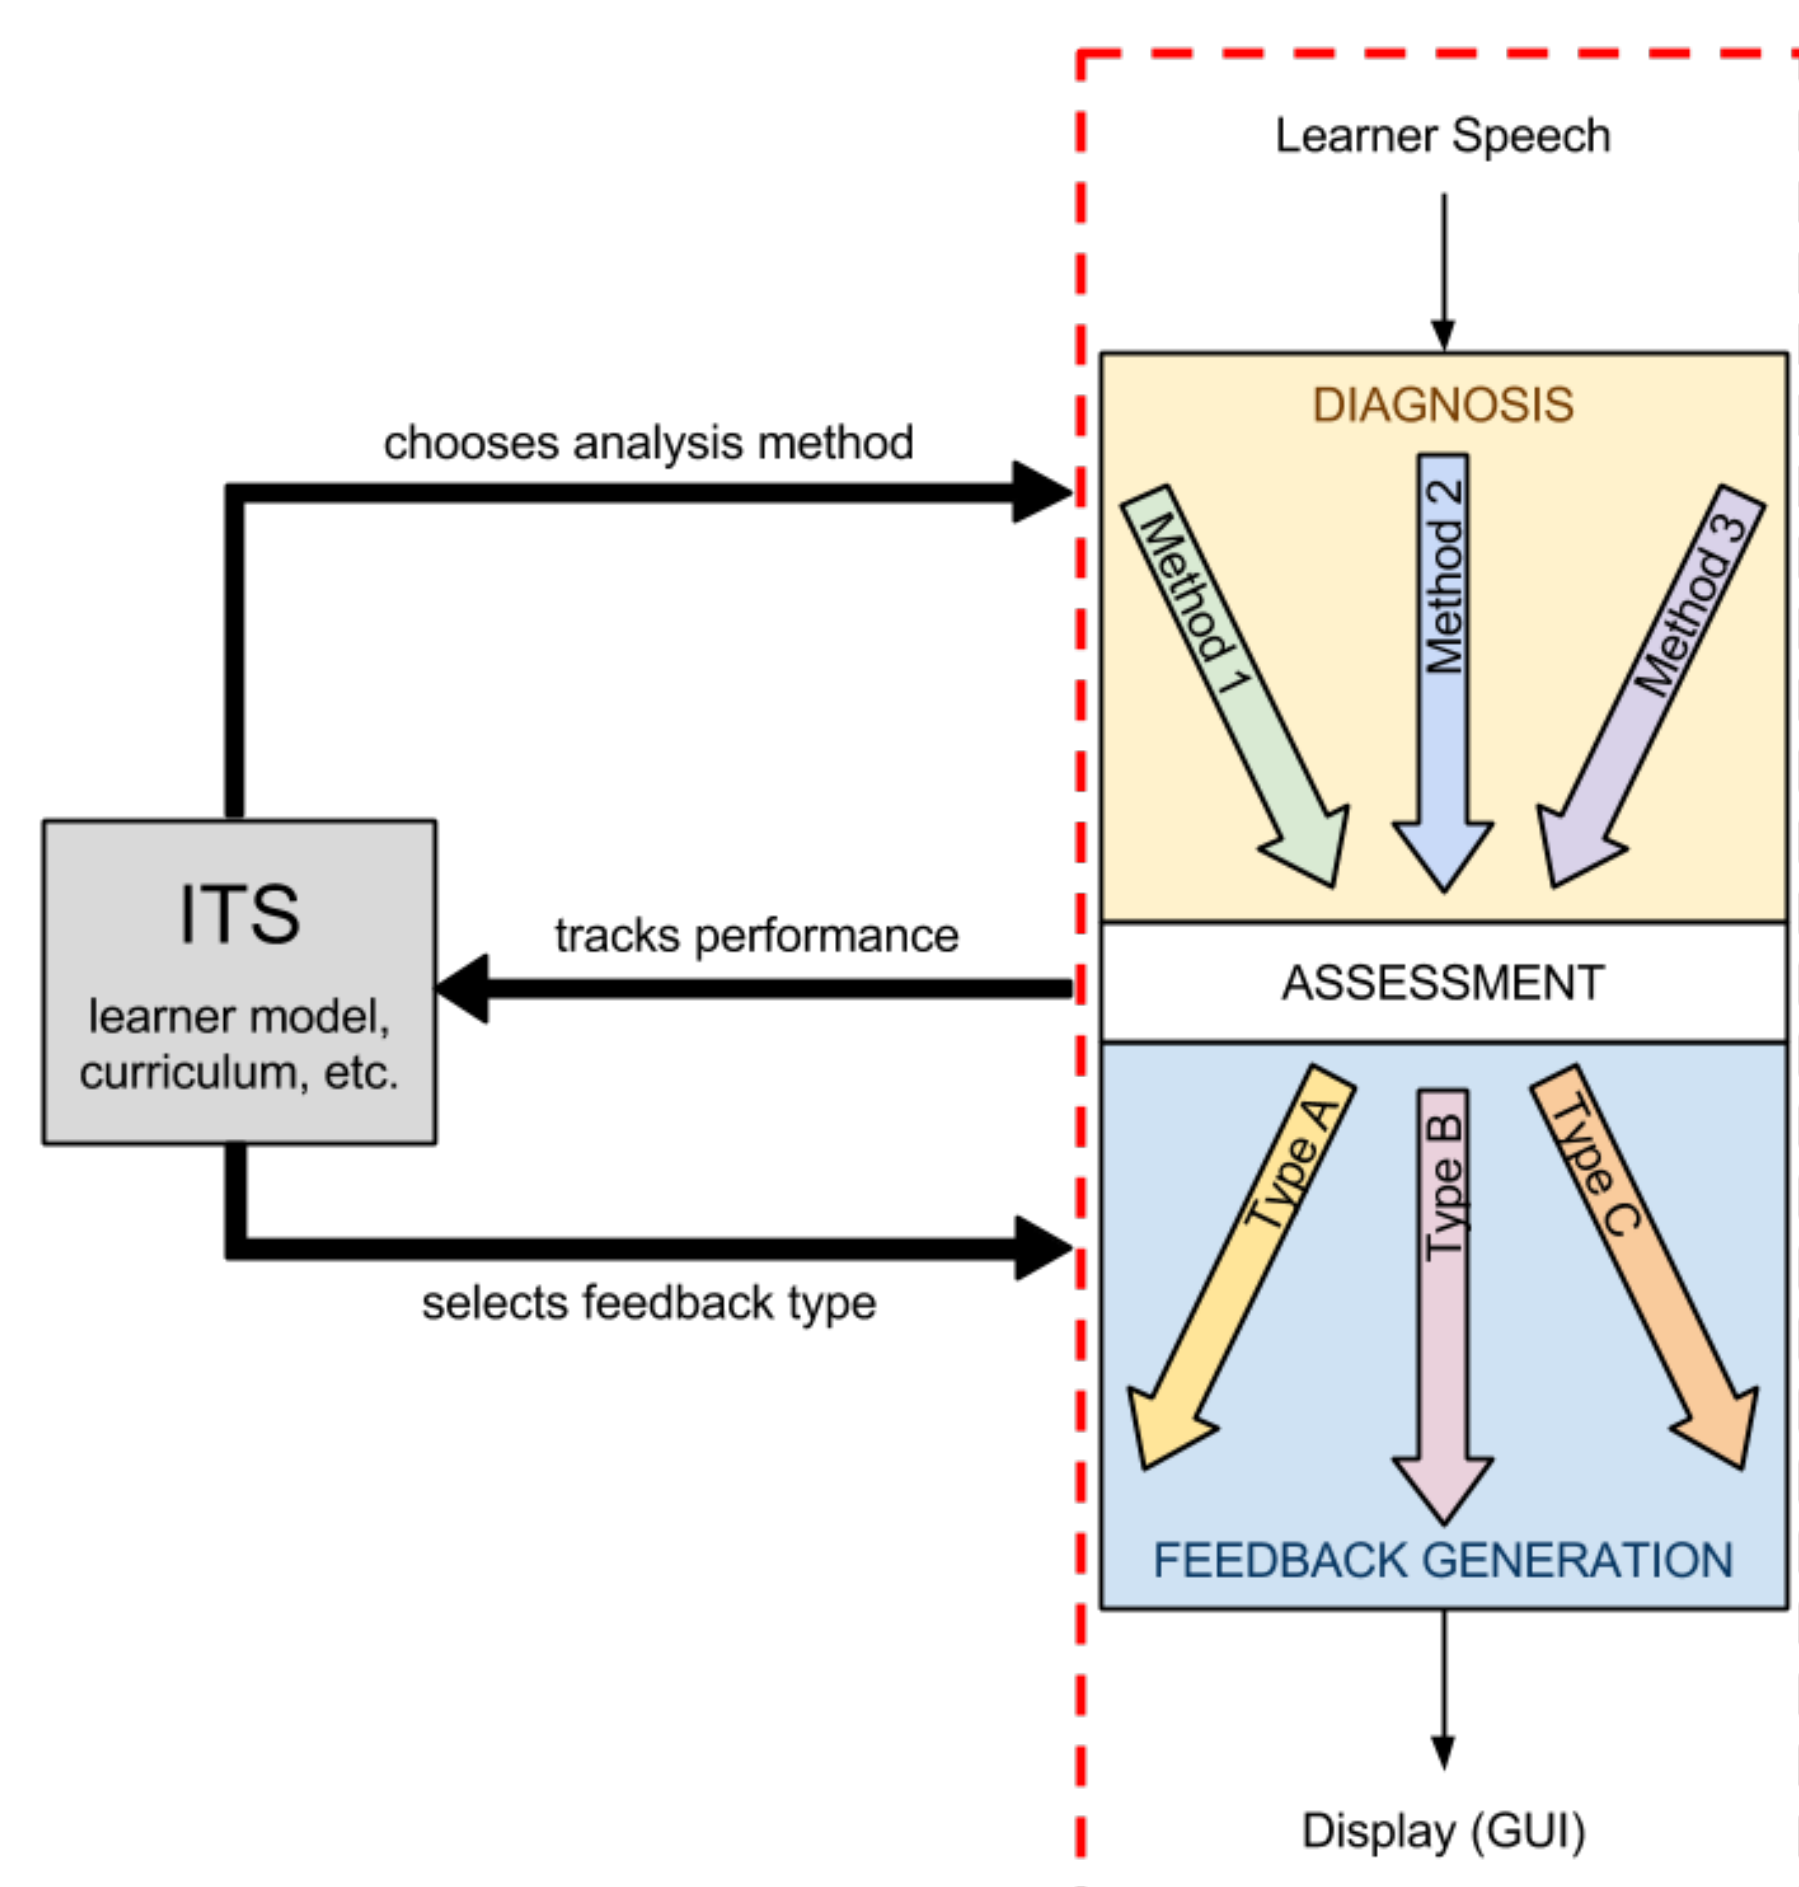 Learner Speech
DIAGNOSIS
chooses analysis method
Method 1
Method 2
Method 3
ITS
learner model,
curriculum, etc.
tracks performance
ASSESSMENT
Type A
Type B
Type C
selects feedback type
FEEDBACK GENERATION
Display (GUI)